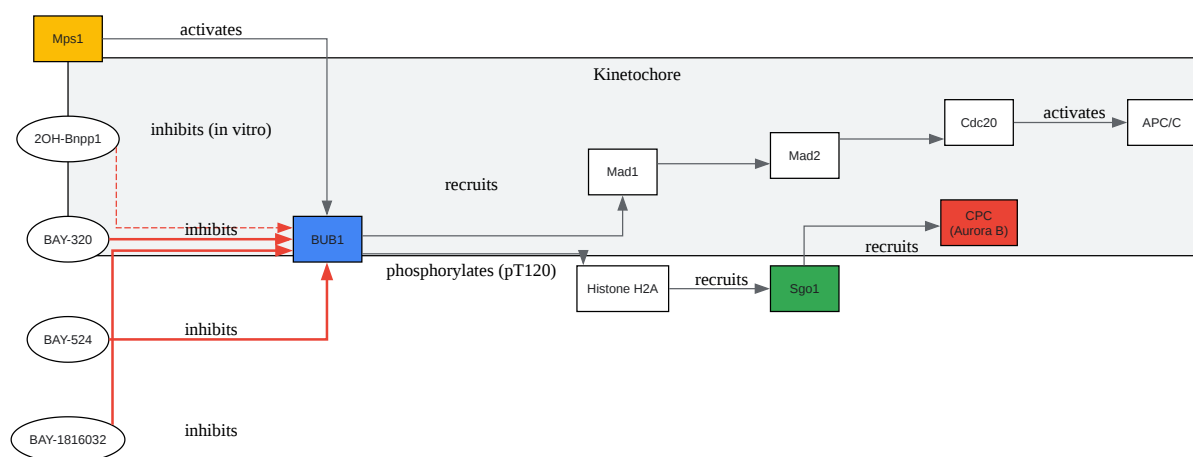 Mps1
activates
Kinetochore
2OH-Bnpp1
inhibits (in vitro)
Cdc20
activates
APC/C
Mad1
Mad2
recruits
BAY-320
inhibits
BUB1
CPC
(Aurora B)
recruits
phosphorylates (pT120)
Histone H2A
recruits
Sgo1
BAY-524
inhibits
BAY-1816032
inhibits